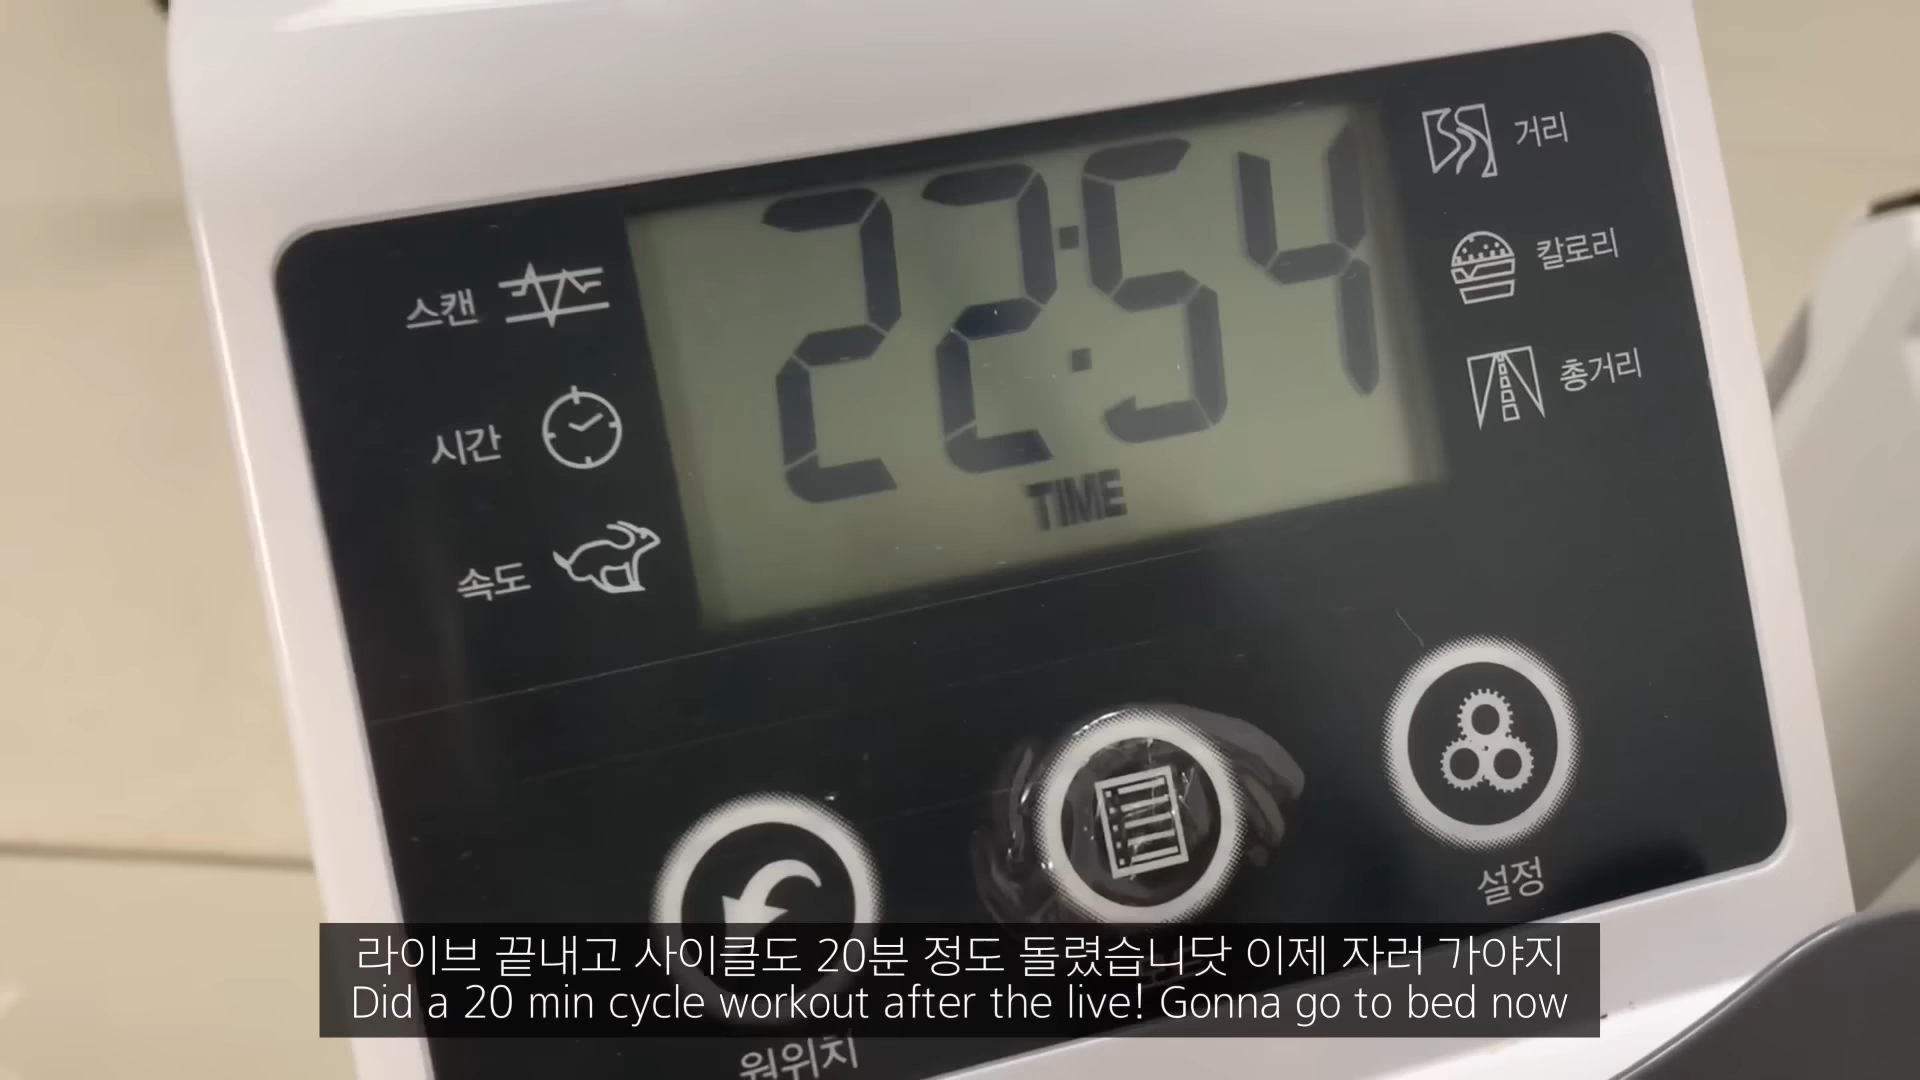 스캔
시간
속도
22:54
TIME
거리
칼로리
총거리
설정
원위치
라이브 끝내고 사이클도 20분 정도 돌렸습니닷 이제 자러 가야지
Did a 20 min cycle workout after the live! Gonna go to bed now